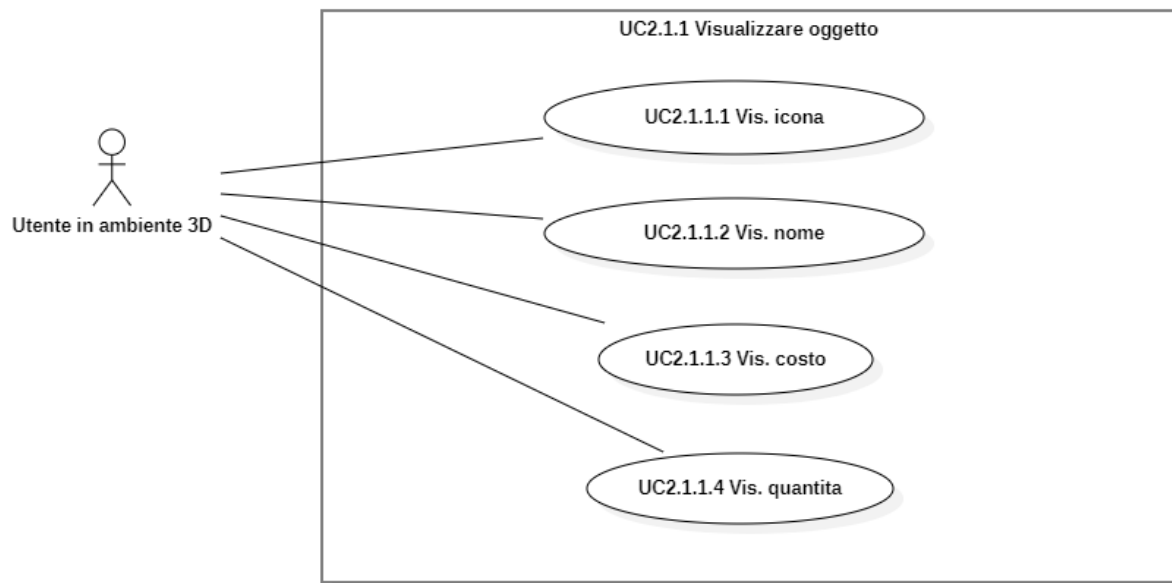 UC2.1.1 Visualizzare oggetto
UC2.1.1.1 Vis. icona
Utente in ambiente 3D
UC2.1.1.2 Vis. nome
UC2.1.1.3 Vis. costo
UC2.1.1.4 Vis. quantita